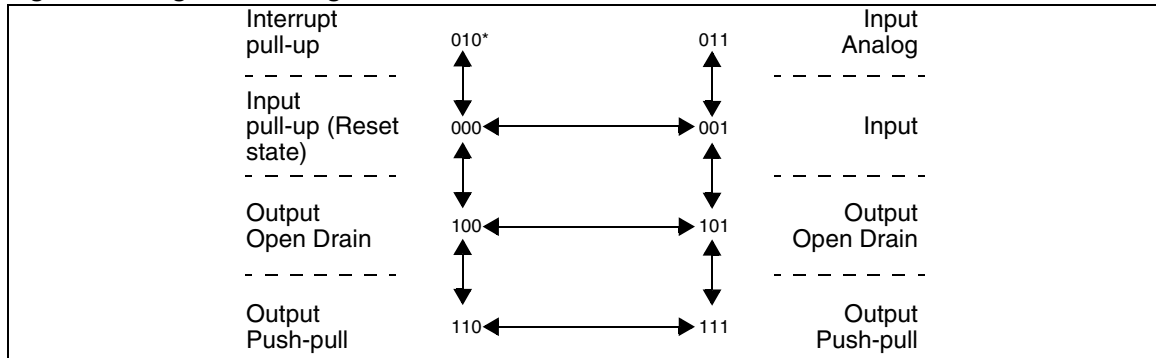 Interrupt
pull-up
010*
011
Input
Analog
Input
pull-up (Reset
state)
000
001
Input
Output
Open Drain
100
101
Output
Open Drain
Output
Push-pull
110
111
Output
Push-pull